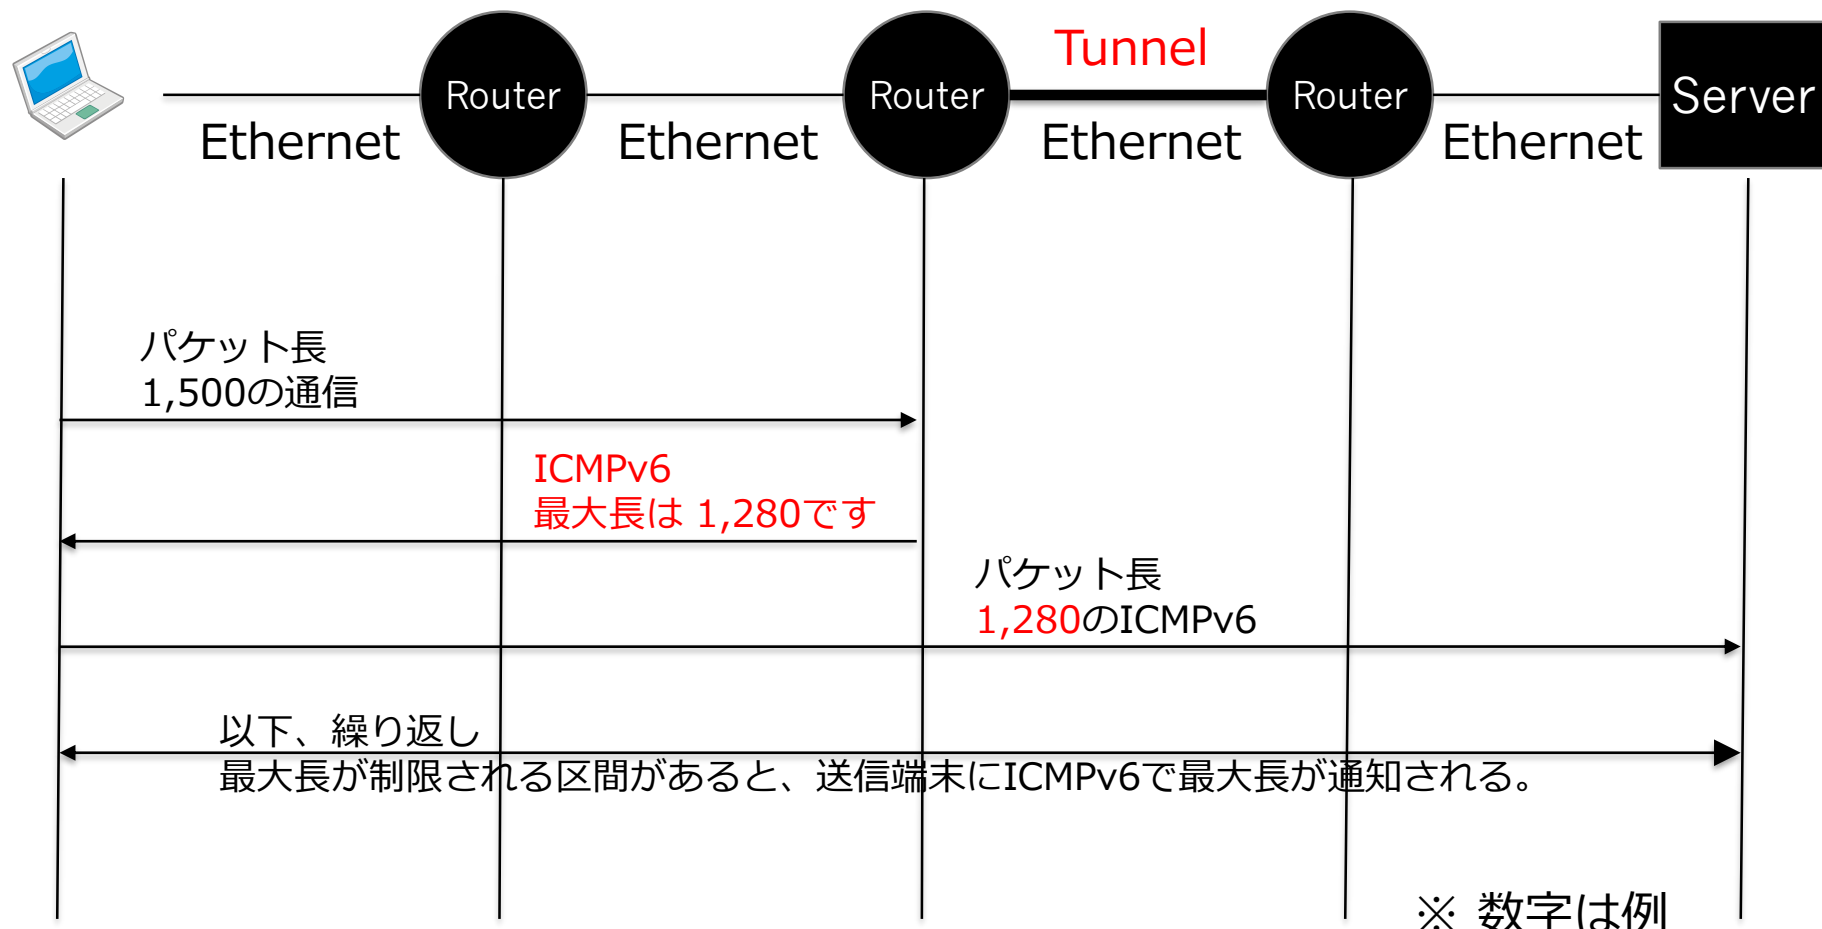 Tunnel
Router
Router
Router
Server
Ethernet
Ethernet
Ethernet
Ethernet
パケット長
1,500の通信
ICMPv6
最大長は 1,280です
パケット長
1,280のICMPv6
以下、繰り返し
最大長が制限される区間があると、送信端末にICMPv6で最大長が通知される。
※ 数字は例